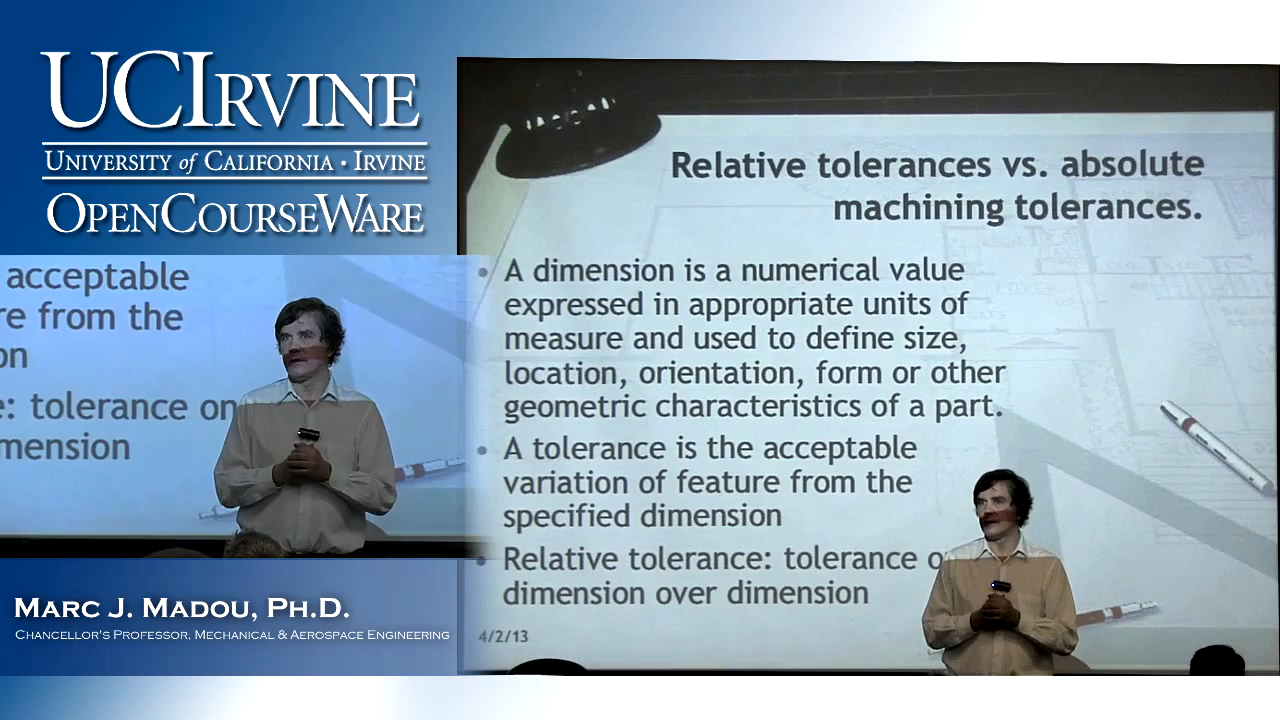 UCIRVINE
UNIVERSITY of CALIFORNIA · IRVINE
OPENCOURSEWARE
acceptable
re from the
on
e: tolerance on
mension
MARC J. MADOU, PH.D.
CHANCELLOR'S PROFESSOR, MECHANICAL & AEROSPACE ENGINEERING
Relative tolerances vs. absolute
machining tolerances.
• A dimension is a numerical value
expressed in appropriate units of
measure and used to define size,
location, orientation, form or other
geometric characteristics of a part.
• A tolerance is the acceptable
variation of feature from the
specified dimension
• Relative tolerance: tolerance o
dimension over dimension
4/2/13